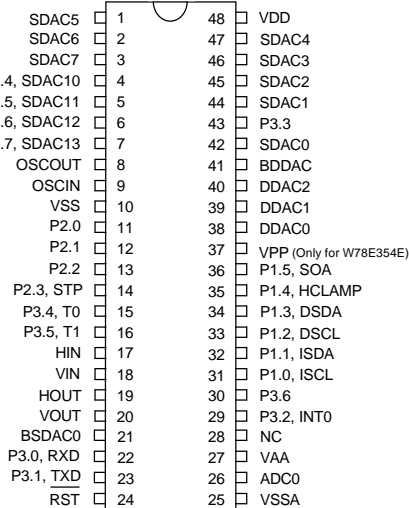 SDAC5 1 48 VDD
SDAC6 2 47 SDAC4
SDAC7 3 46 SDAC3
.4, SDAC10 4 45 SDAC2
.5, SDAC11 5 44 SDAC1
.6, SDAC12 6 43 P3.3
.7, SDAC13 7 42 SDAC0
OSCOUT 8 41 BDDAC
OSCIN 9 40 DDAC2
VSS 10 39 DDAC1
P2.0 11 38 DDAC0
P2.1 12 37 VPP (Only for W78E354E)
P2.2 13 36 P1.5, SOA
P2.3, STP 14 35 P1.4, HCLAMP
P3.4, T0 15 34 P1.3, DSDA
P3.5, T1 16 33 P1.2, DSCL
HIN 17 32 P1.1, ISDA
VIN 18 31 P1.0, ISCL
HOUT 19 30 P3.6
VOUT 20 29 P3.2, INT0
BSDAC0 21 28 NC
P3.0, RXD 22 27 VAA
P3.1, TXD 23 26 ADC0
RST 24 25 VSSA